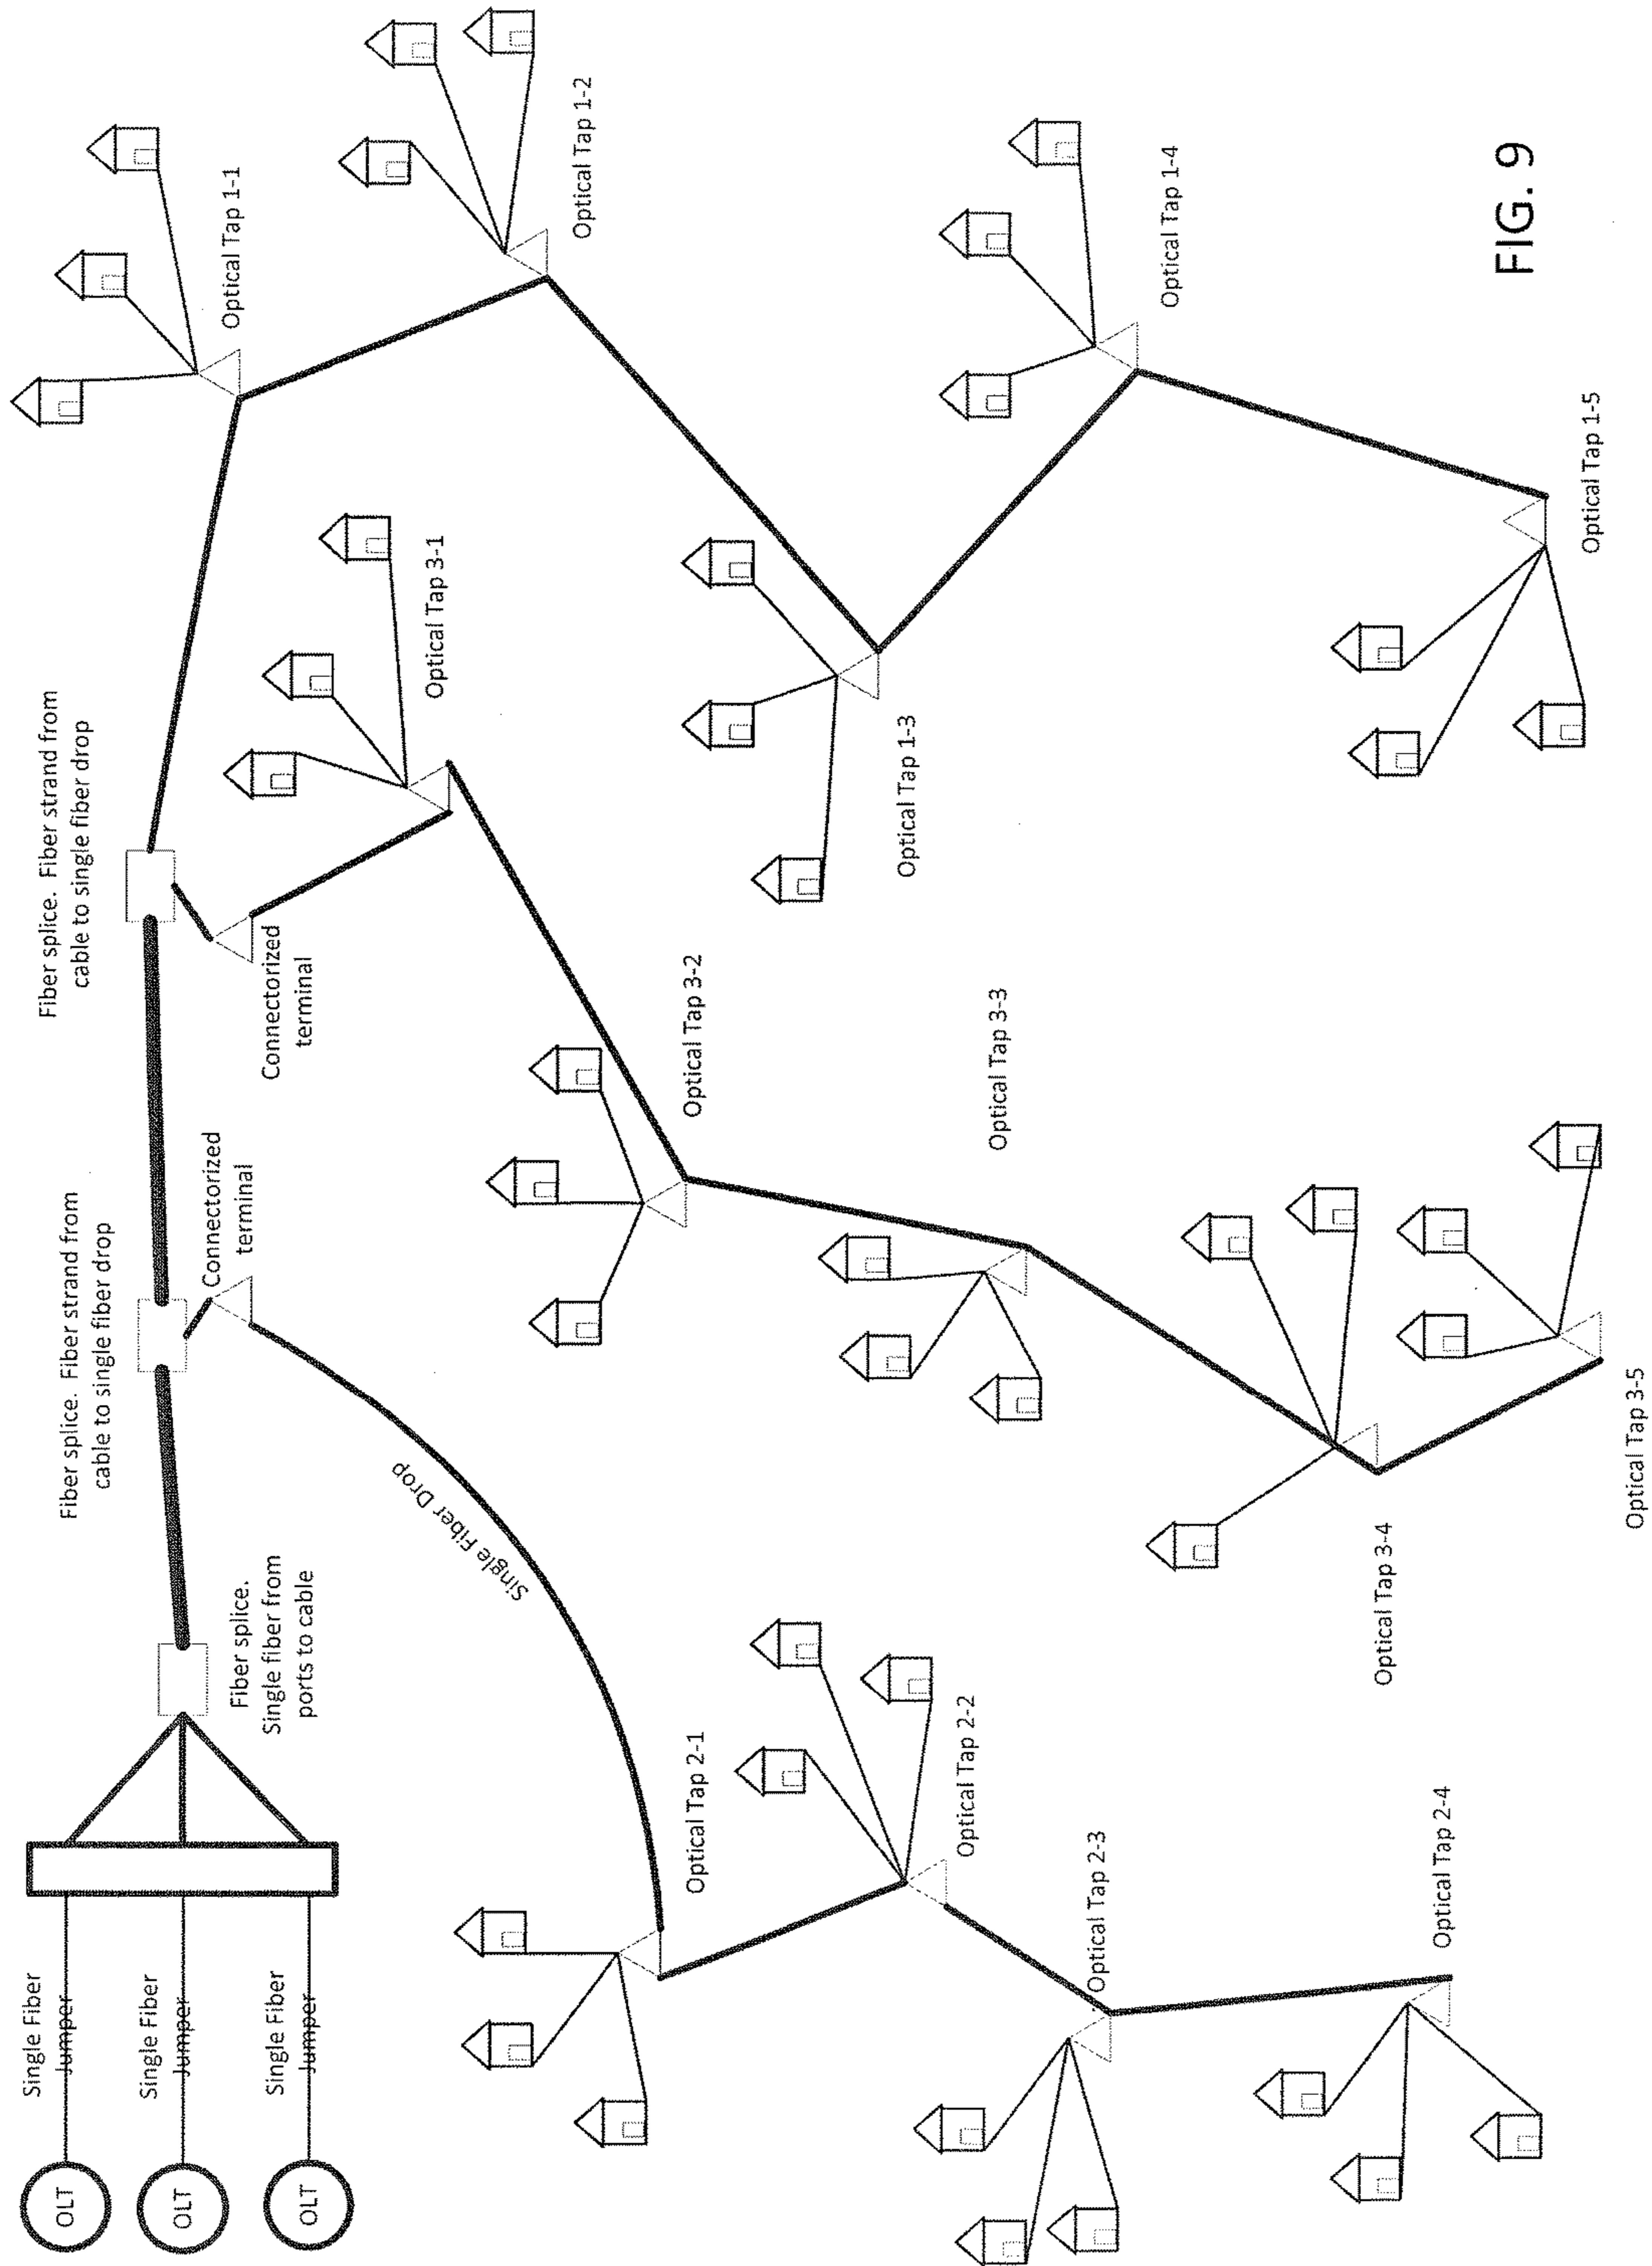 OLT
Single Fiber
Jumper
OLT
Single Fiber
Jumper
OLT
Single Fiber
Jumper
Fiber splice.
Single fiber from
ports to cable
Fiber splice. Fiber strand from
cable to single fiber drop
Connectorized
terminal
Fiber splice. Fiber strand from
cable to single fiber drop
Connectorized
terminal
Single Fiber Drop
Optical Tap 1-1
Optical Tap 1-2
Optical Tap 1-3
Optical Tap 1-4
Optical Tap 1-5
Optical Tap 3-1
Optical Tap 3-2
Optical Tap 3-3
Optical Tap 3-4
Optical Tap 3-5
Optical Tap 2-1
Optical Tap 2-2
Optical Tap 2-3
Optical Tap 2-4
FIG. 9